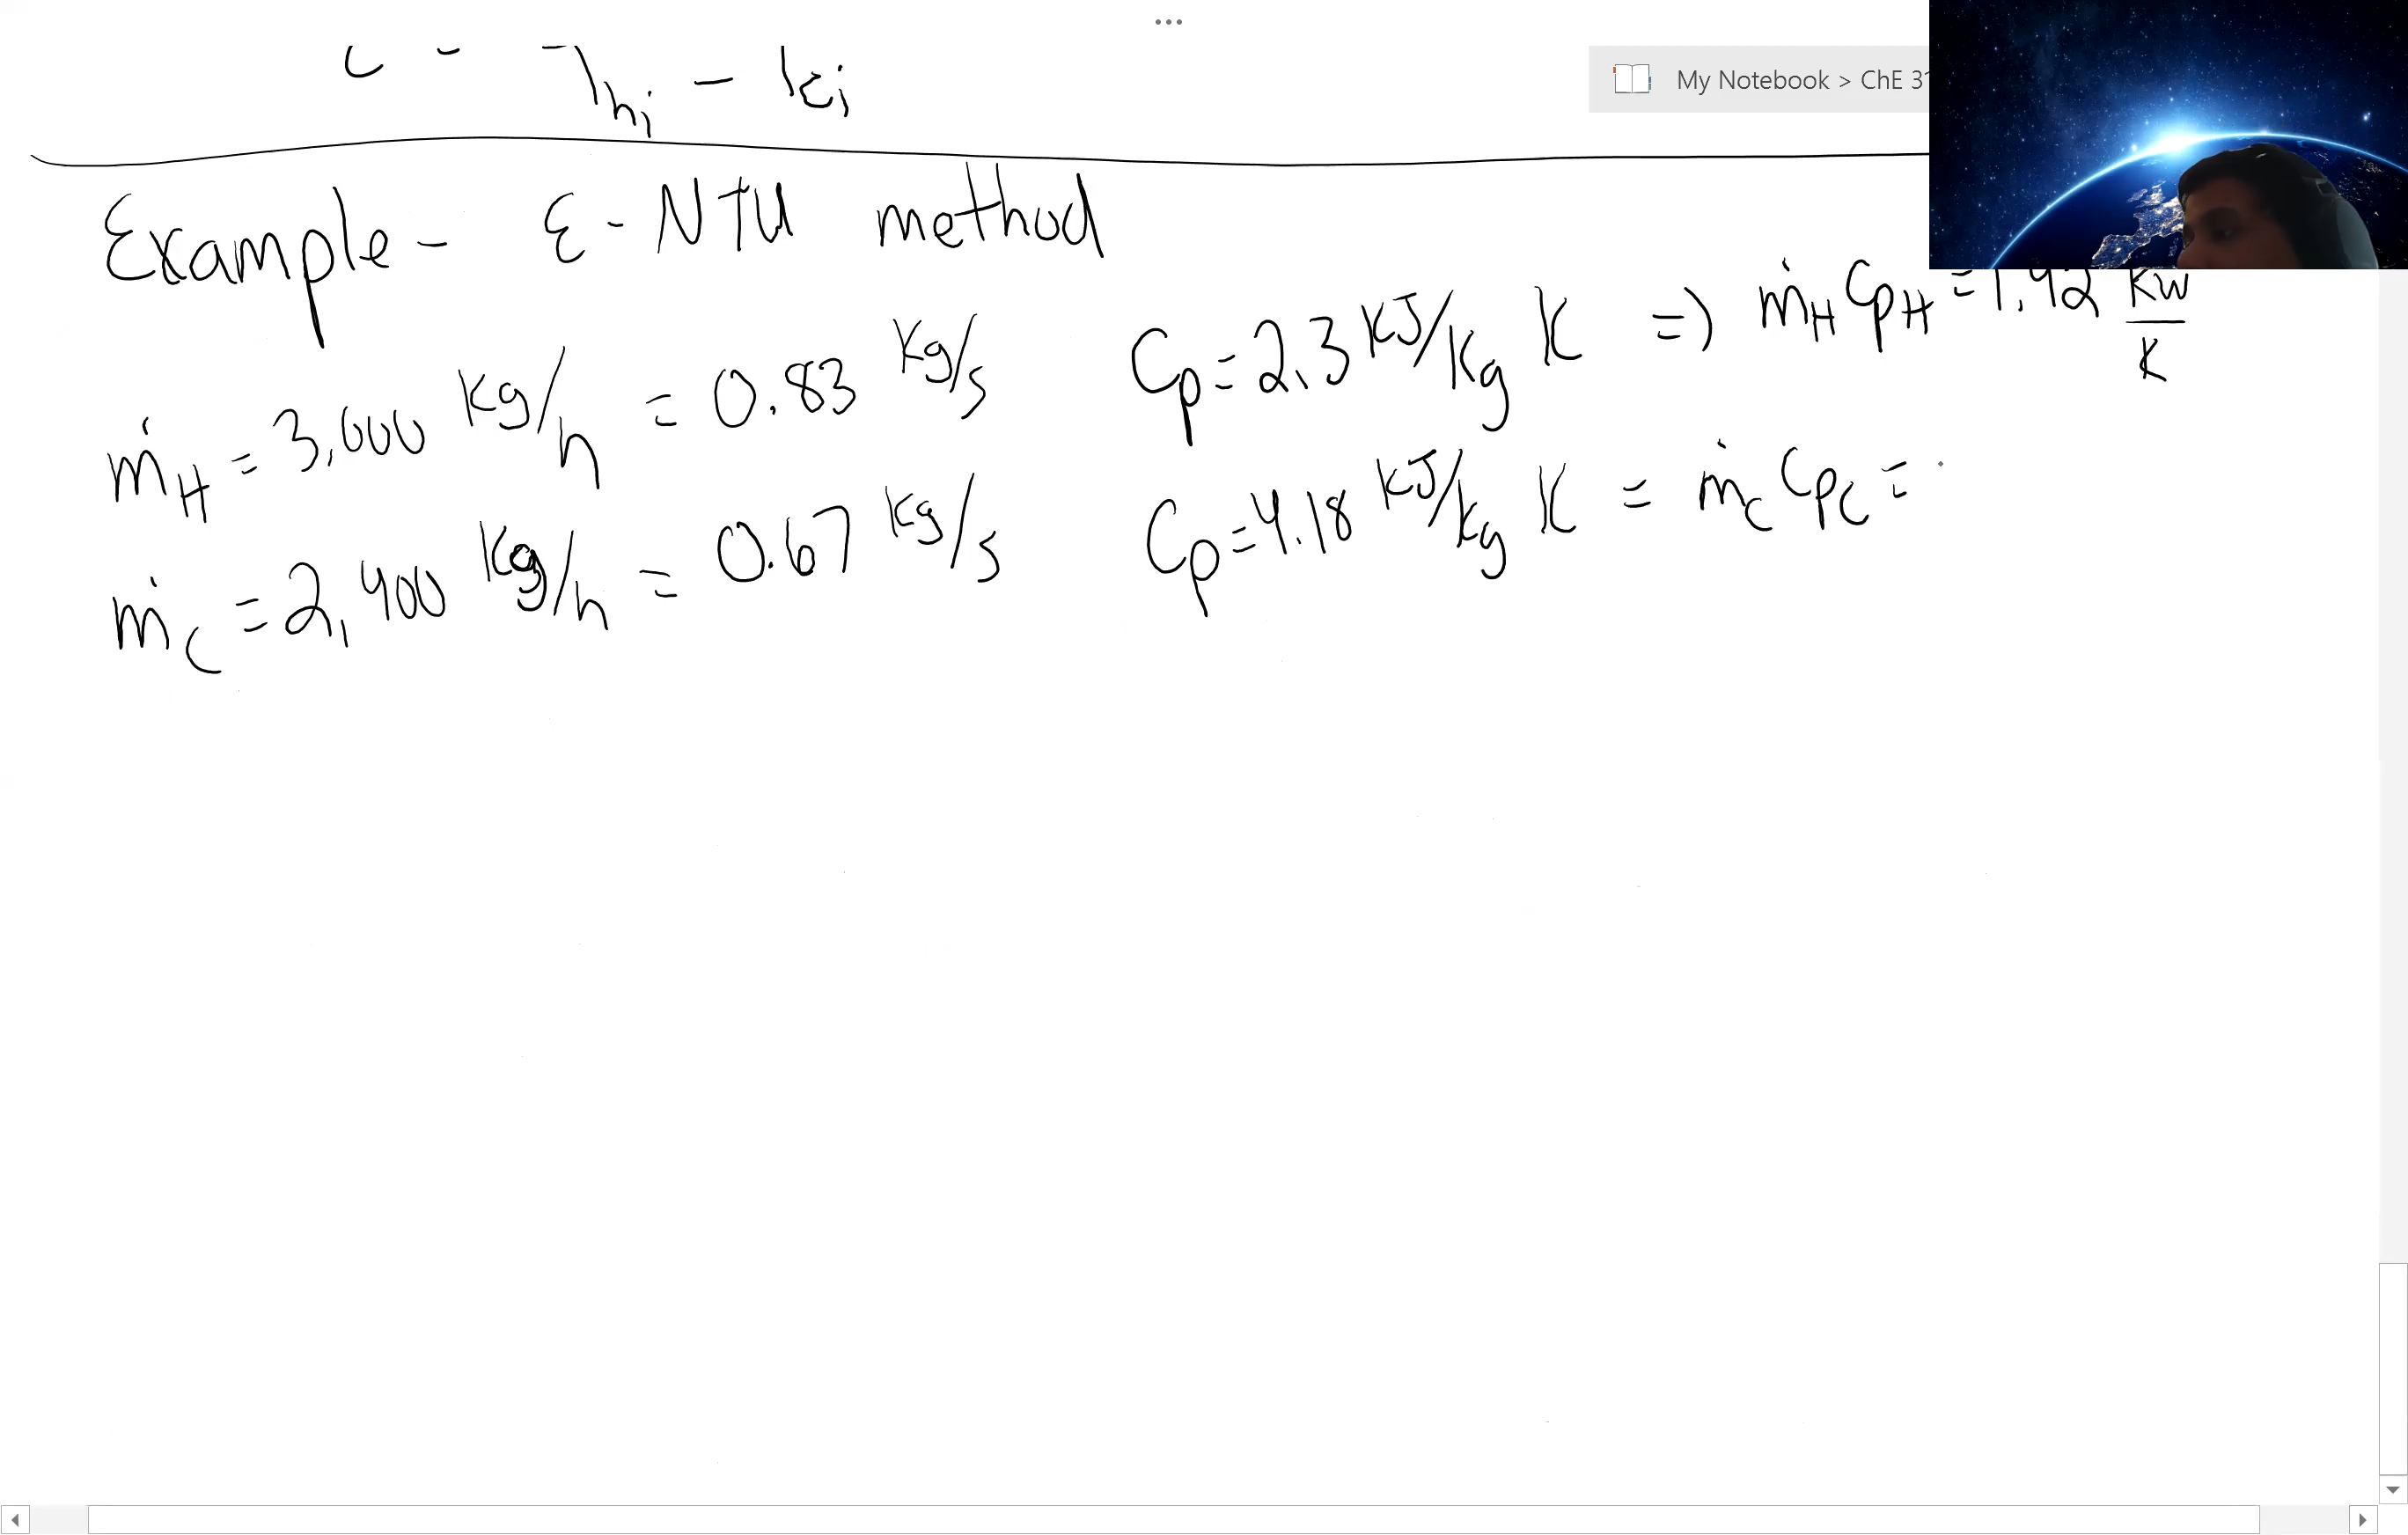 My Notebook > ChE 3
Thi -
Example - ε - NTU method
ṁH = 3,000 kg/h = 0.83 kg/s Cp = 2.3 KJ/kg K => ṁH CpH = 1.92 KW/K
ṁC = 2,400 kg/h = 0.67 kg/s Cp = 4.18 KJ/kg K = ṁC CpC =